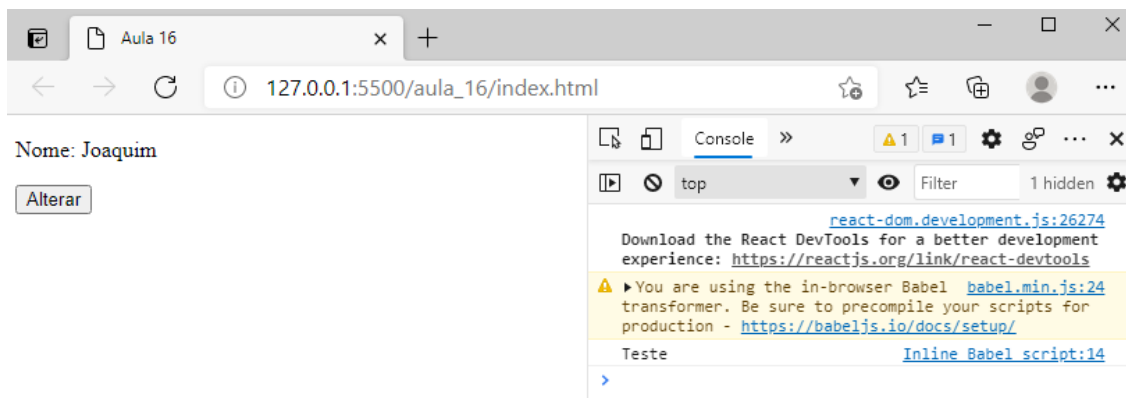 Aula 16
127.0.0.1:5500/aula_16/index.html
Nome: Joaquim
Alterar
Console
1
1
top
Filter
1 hidden
react-dom.development.js:26274
Download the React DevTools for a better development
experience: https://reactjs.org/link/react-devtools
You are using the in-browser Babel babel.min.js:24
transformer. Be sure to precompile your scripts for
production - https://babeljs.io/docs/setup/
Teste Inline Babel script:14